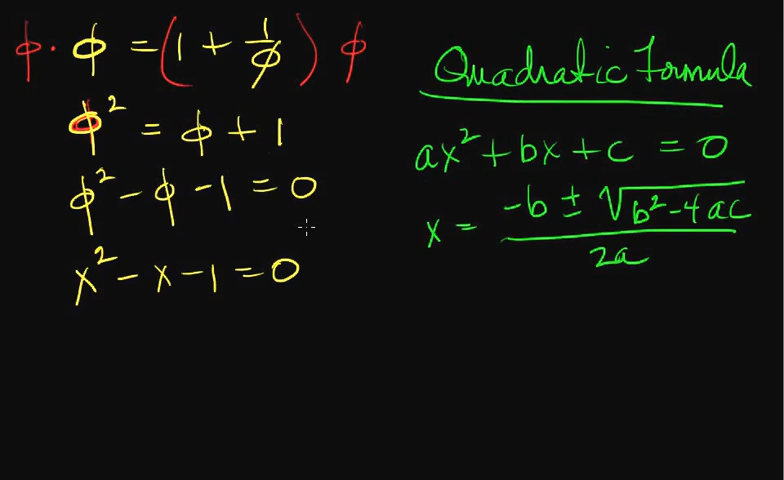 ϕ · ϕ = (1 + 1/ϕ) ϕ
ϕ² = ϕ + 1
ϕ² - ϕ - 1 = 0
x² - x - 1 = 0
Quadratic Formula
ax² + bx + c = 0
x = (-b ± √(b² - 4ac)) / 2a